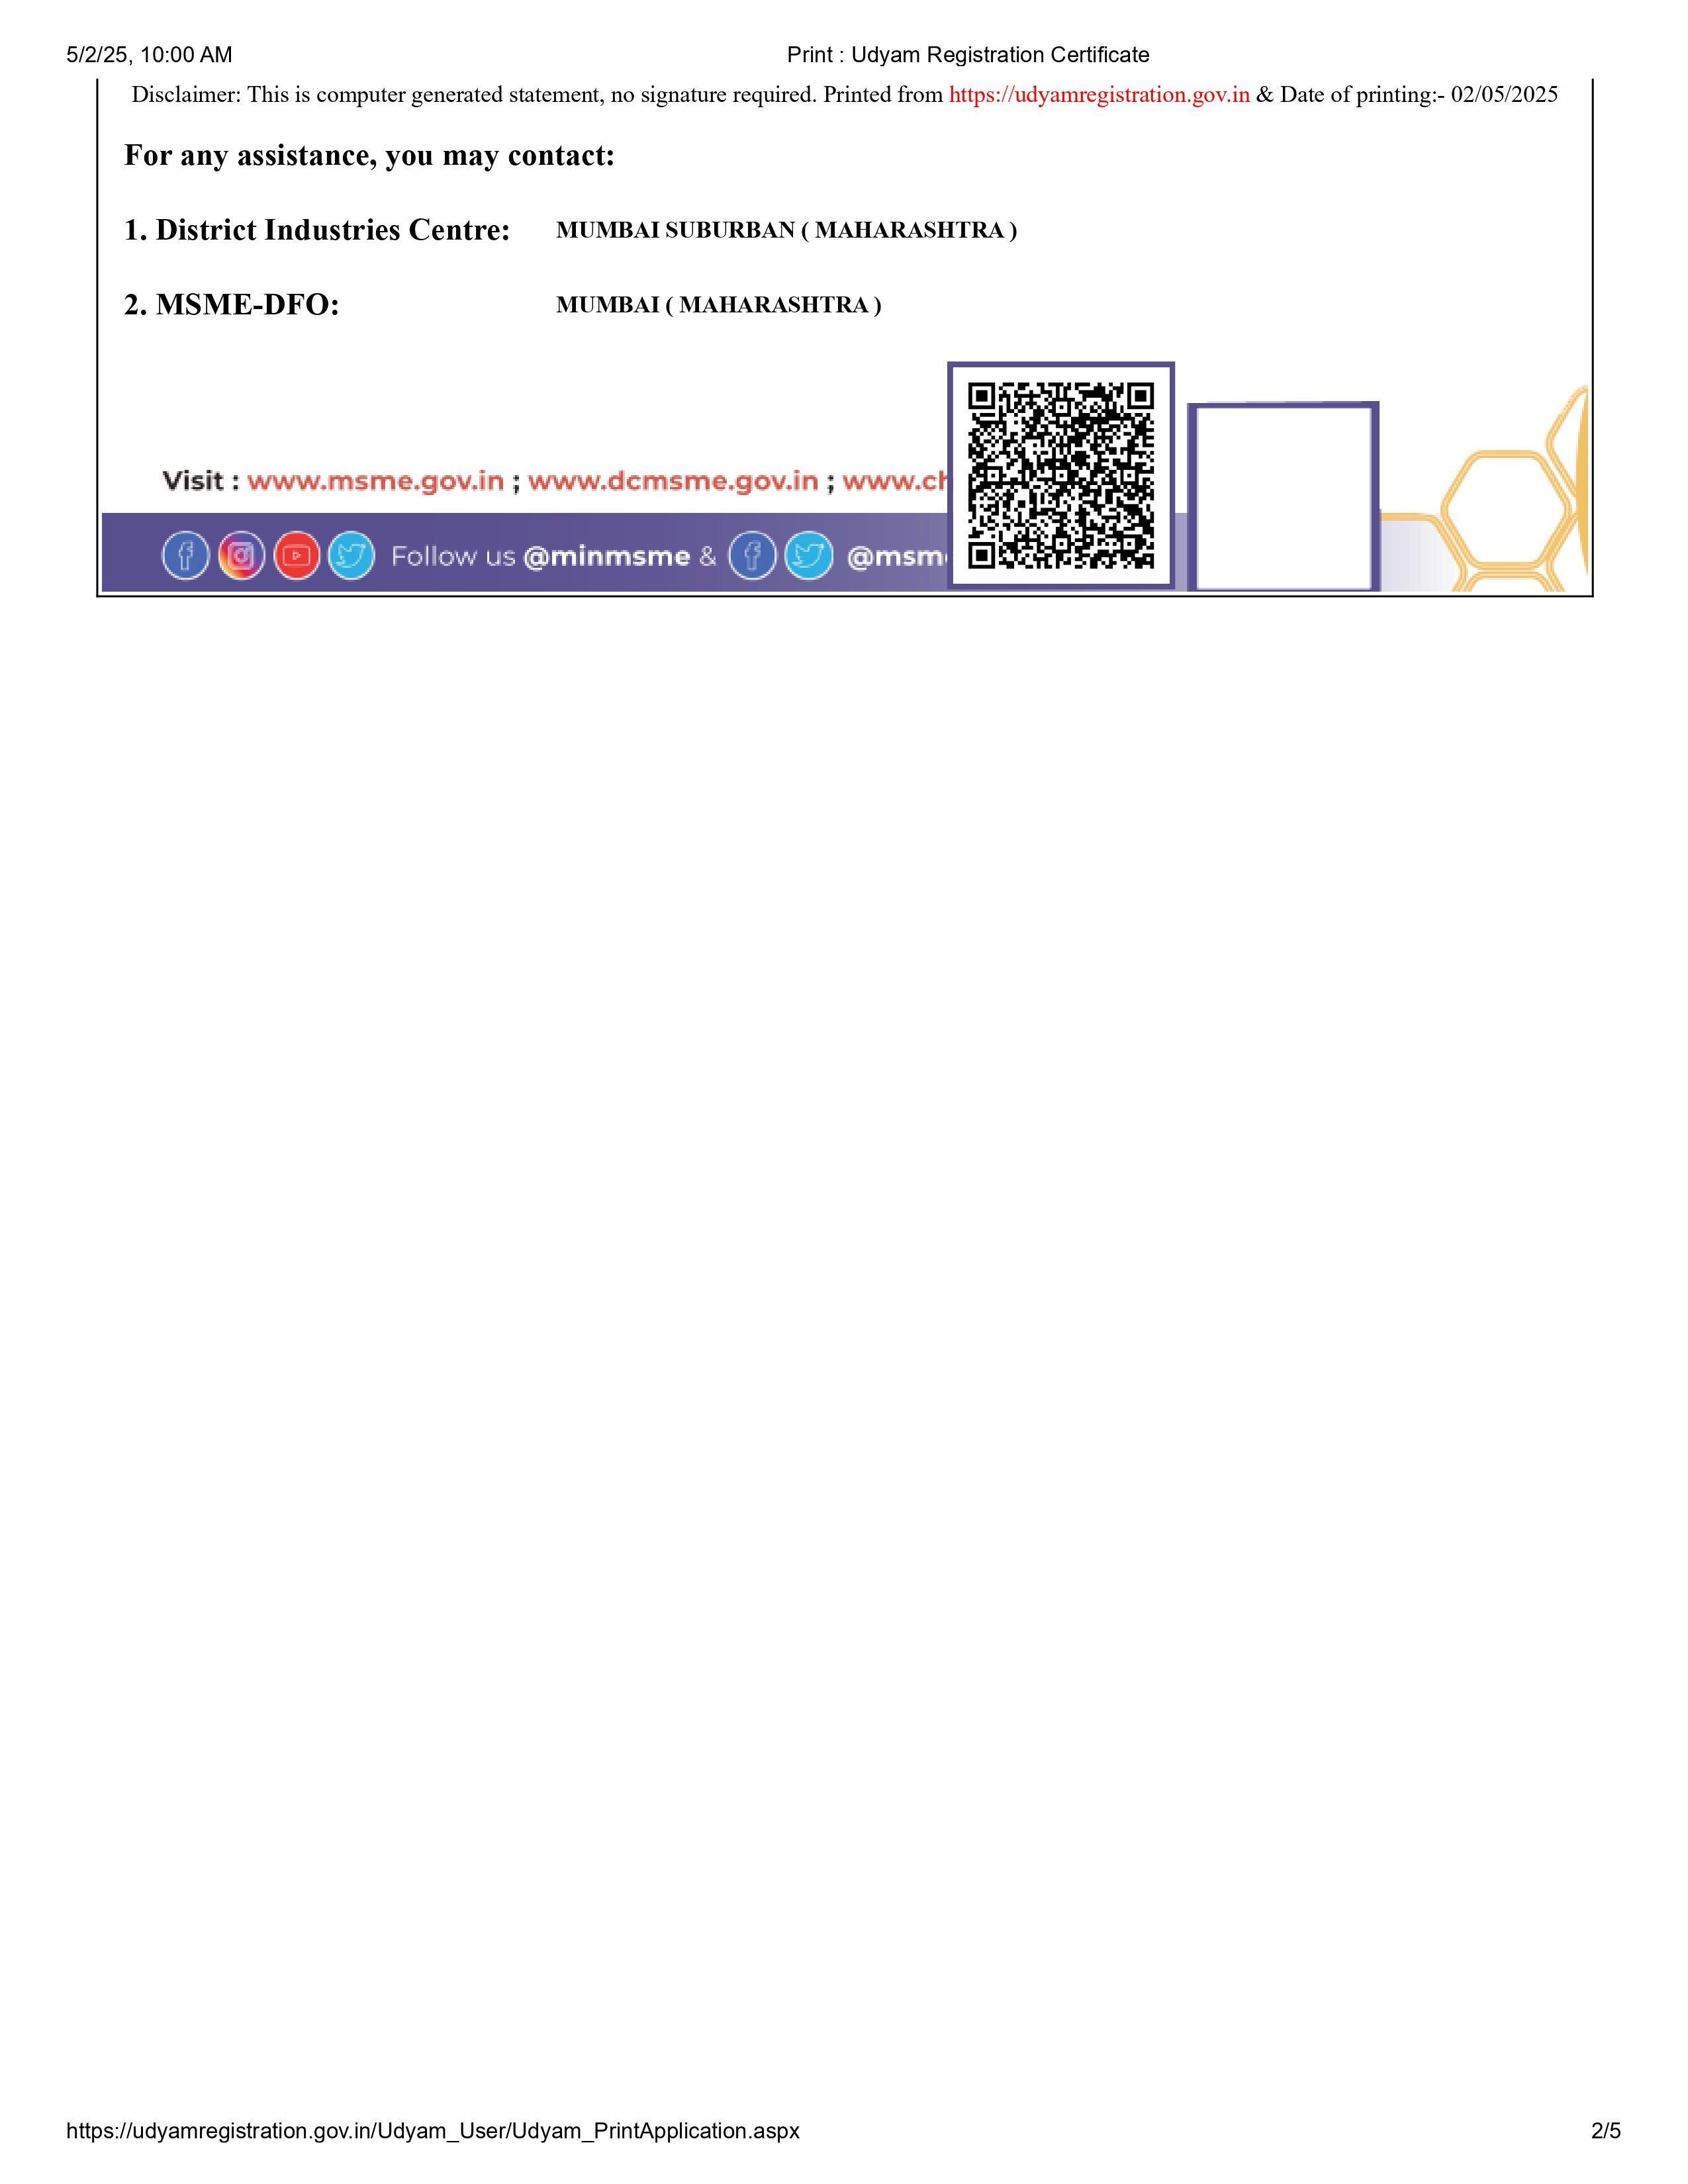 5/2/25, 10:00 AM Print : Udyam Registration Certificate
Disclaimer: This is computer generated statement, no signature required. Printed from https://udyamregistration.gov.in & Date of printing:- 02/05/2025
For any assistance, you may contact:
1. District Industries Centre: MUMBAI SUBURBAN ( MAHARASHTRA )
2. MSME-DFO: MUMBAI ( MAHARASHTRA )
Visit : www.msme.gov.in ; www.dcmsme.gov.in ; www.ch
Follow us @minmsme & @msm
https://udyamregistration.gov.in/Udyam_User/Udyam_PrintApplication.aspx 2/5